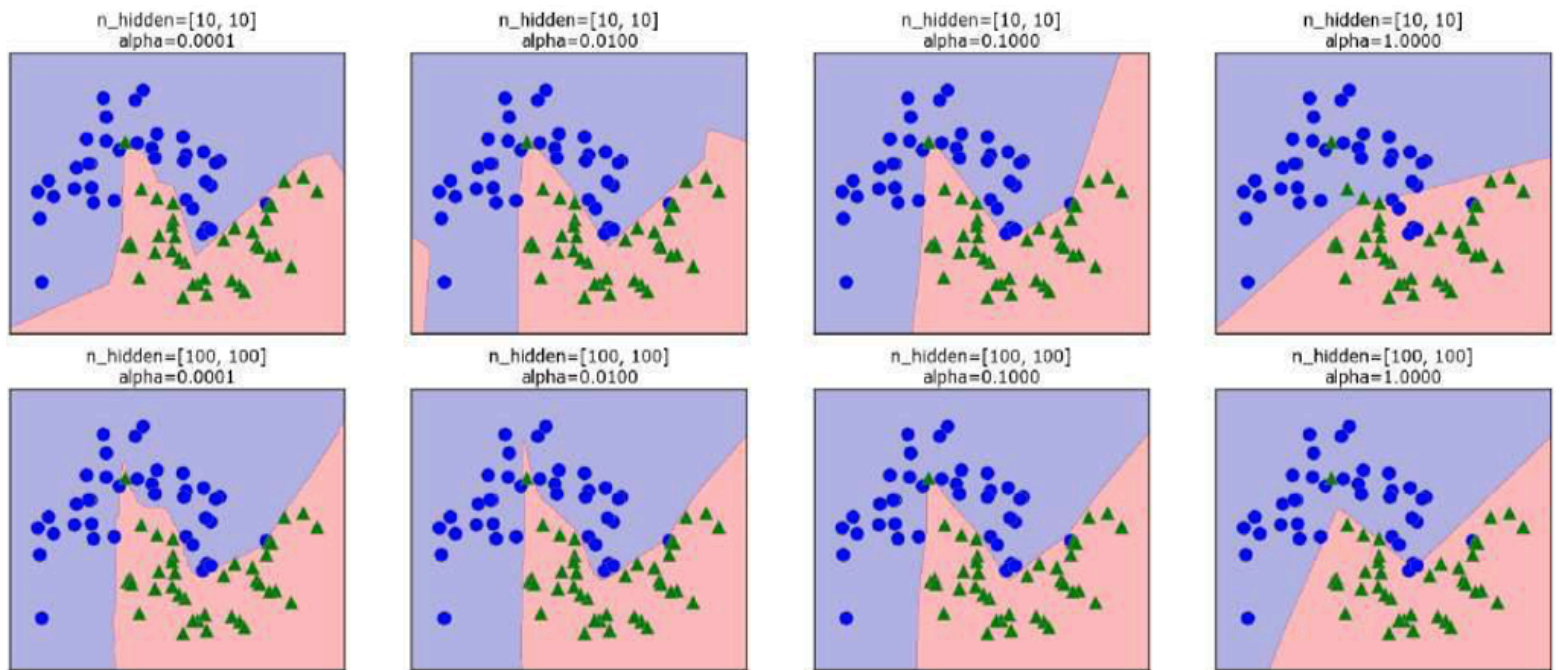 n_hidden=[10, 10]
alpha=0.0001
n_hidden=[10, 10]
alpha=0.0100
n_hidden=[10, 10]
alpha=0.1000
n_hidden=[10, 10]
alpha=1.0000
n_hidden=[100, 100]
alpha=0.0001
n_hidden=[100, 100]
alpha=0.0100
n_hidden=[100, 100]
alpha=0.1000
n_hidden=[100, 100]
alpha=1.0000